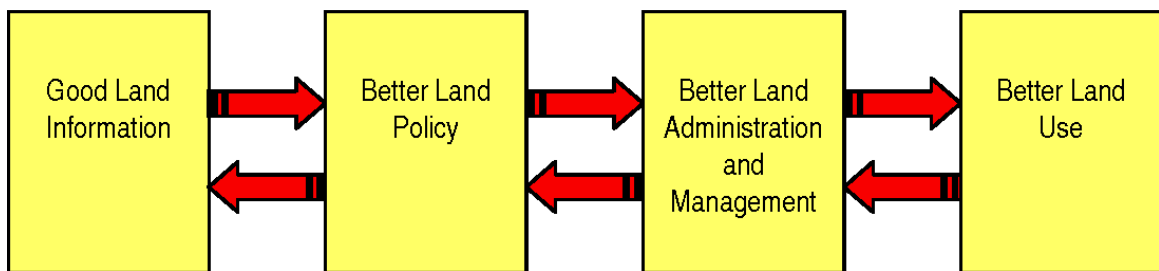 Good Land
Information
Better Land
Policy
Better Land
Administration
and
Management
Better Land
Use